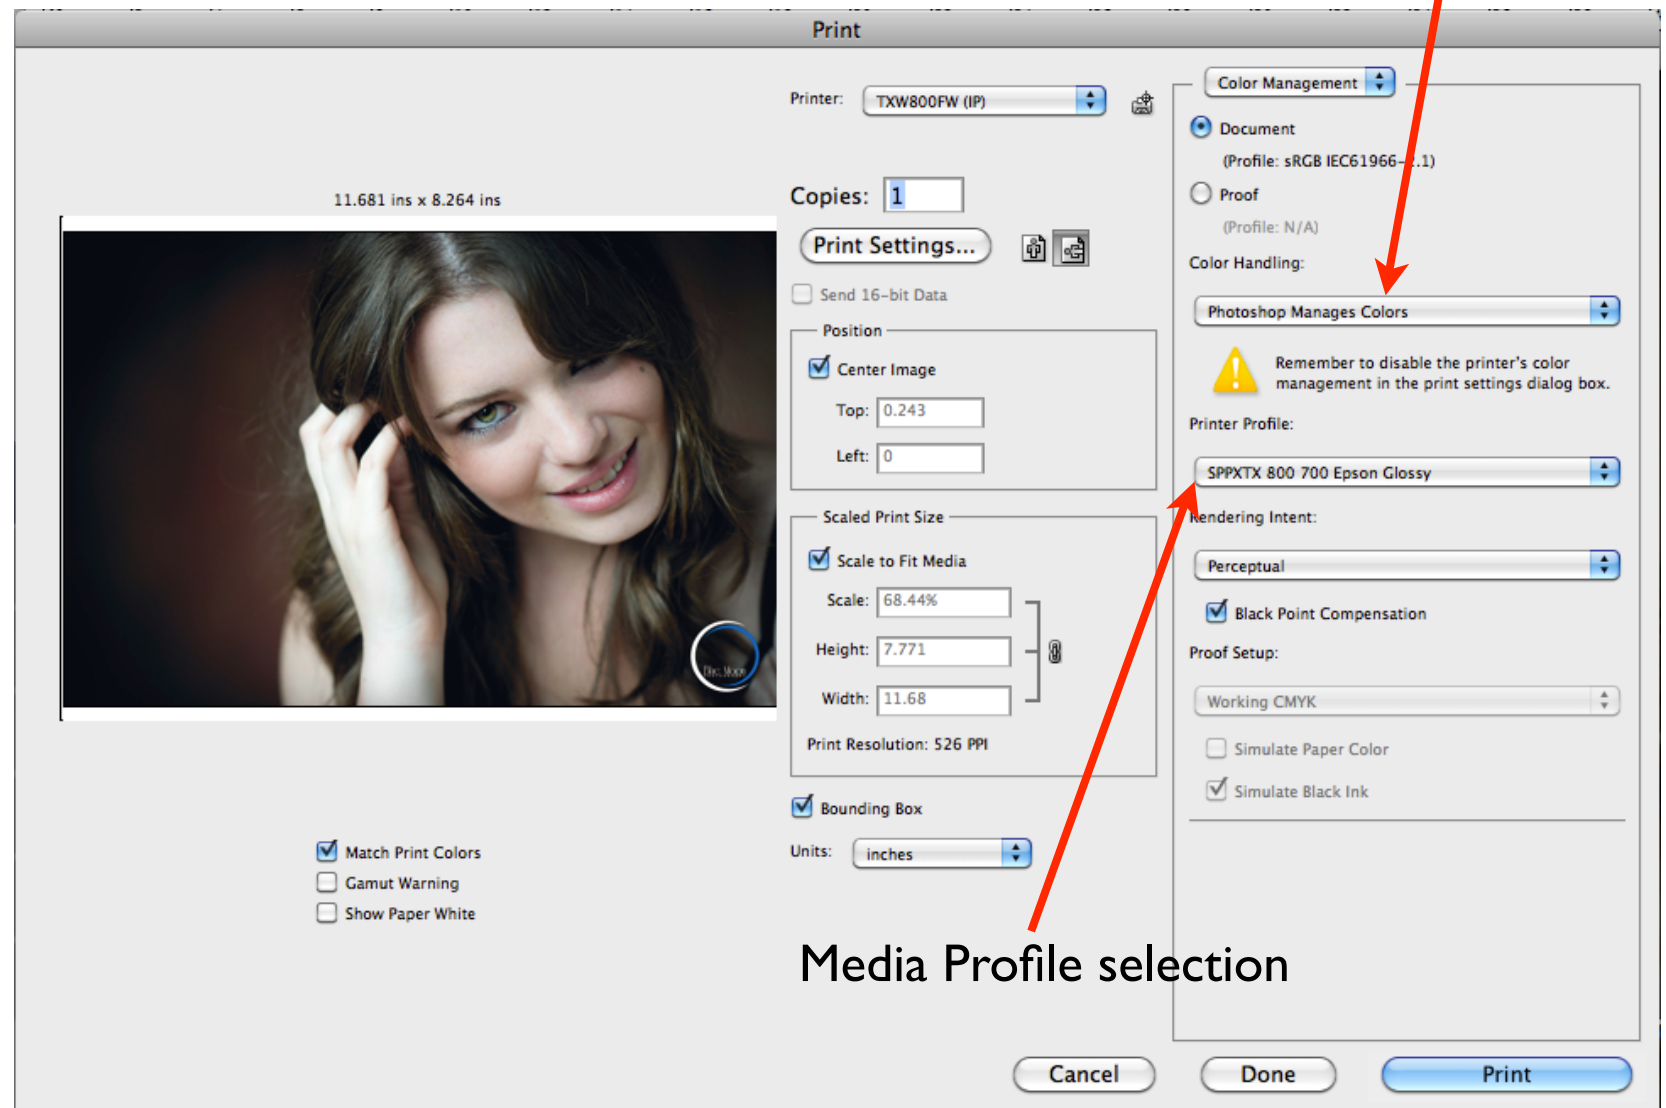 Print
11.681 ins x 8.264 ins
Match Print Colors
Gamut Warning
Show Paper White
Printer: TXW800FW (IP)
Copies: 1
Print Settings...
Send 16-bit Data
Position
Center Image
Top: 0.243
Left: 0
Scaled Print Size
Scale to Fit Media
Scale: 68.44%
Height: 7.771
Width: 11.68
Print Resolution: 526 PPI
Bounding Box
Units: inches
Color Management
Document
(Profile: sRGB IEC61966-2.1)
Proof
(Profile: N/A)
Color Handling:
Photoshop Manages Colors
Remember to disable the printer's color
management in the print settings dialog box.
Printer Profile:
SPPXTX 800 700 Epson Glossy
Rendering Intent:
Perceptual
Black Point Compensation
Proof Setup:
Working CMYK
Simulate Paper Color
Simulate Black Ink
Media Profile selection
Cancel
Done
Print